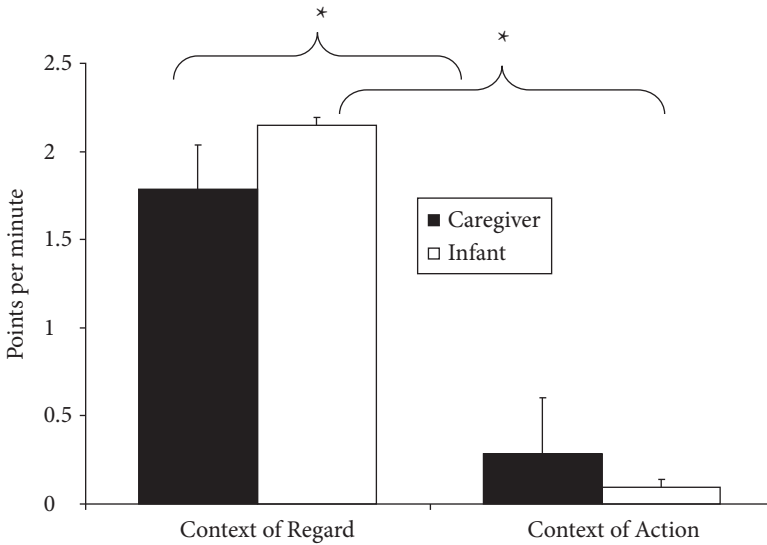 *
*
2.5
2
1.5
1
0.5
0
Points per minute
Caregiver
Infant
Context of Regard
Context of Action